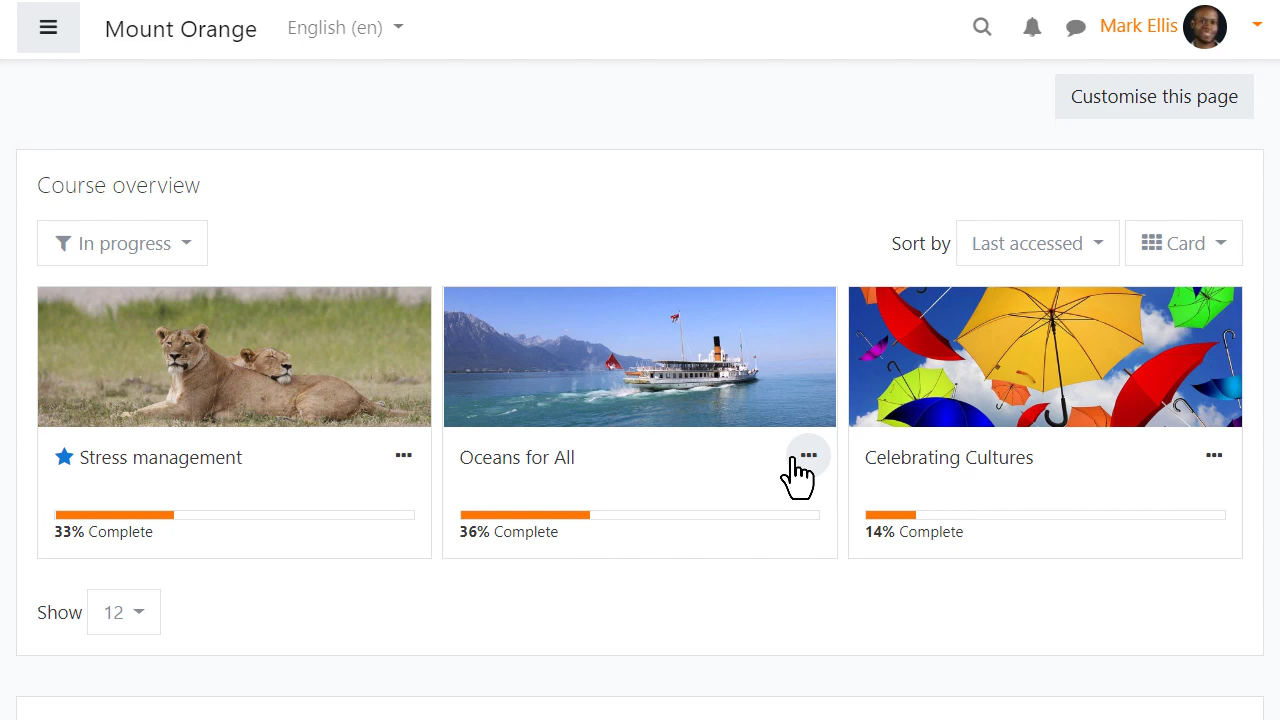 Mount Orange
English (en)
Mark Ellis
Customise this page
Course overview
In progress
Sort by
Last accessed
Card
Stress management
Oceans for All
Celebrating Cultures
33% Complete
36% Complete
14% Complete
Show
12